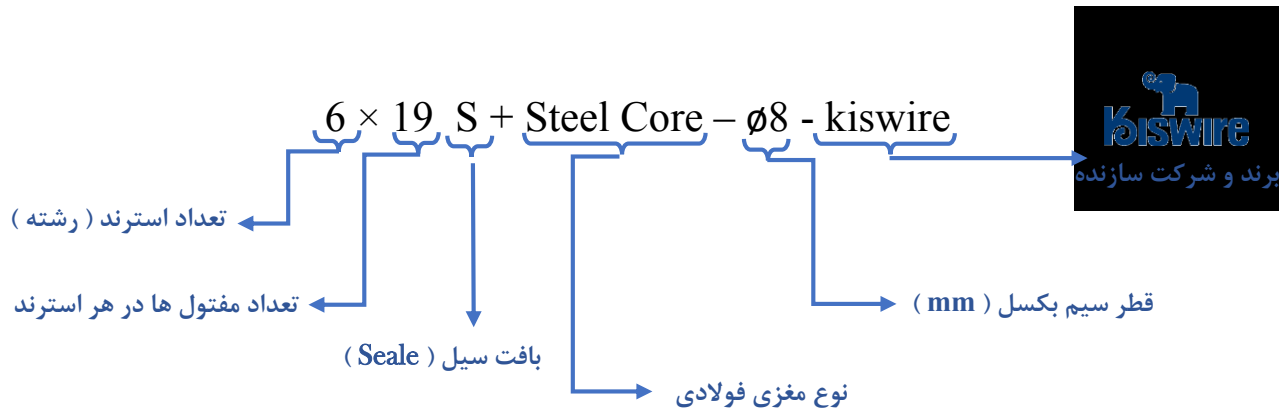 6 × 19 S + Steel Core – ø8 - kiswire
Kiswire
برند و شرکت سازنده
تعداد استرند ( رشته )
تعداد مفتول ها در هر استرند
قطر سیم بکسل ( mm )
بافت سیل ( Seale )
نوع مغزی فولادی